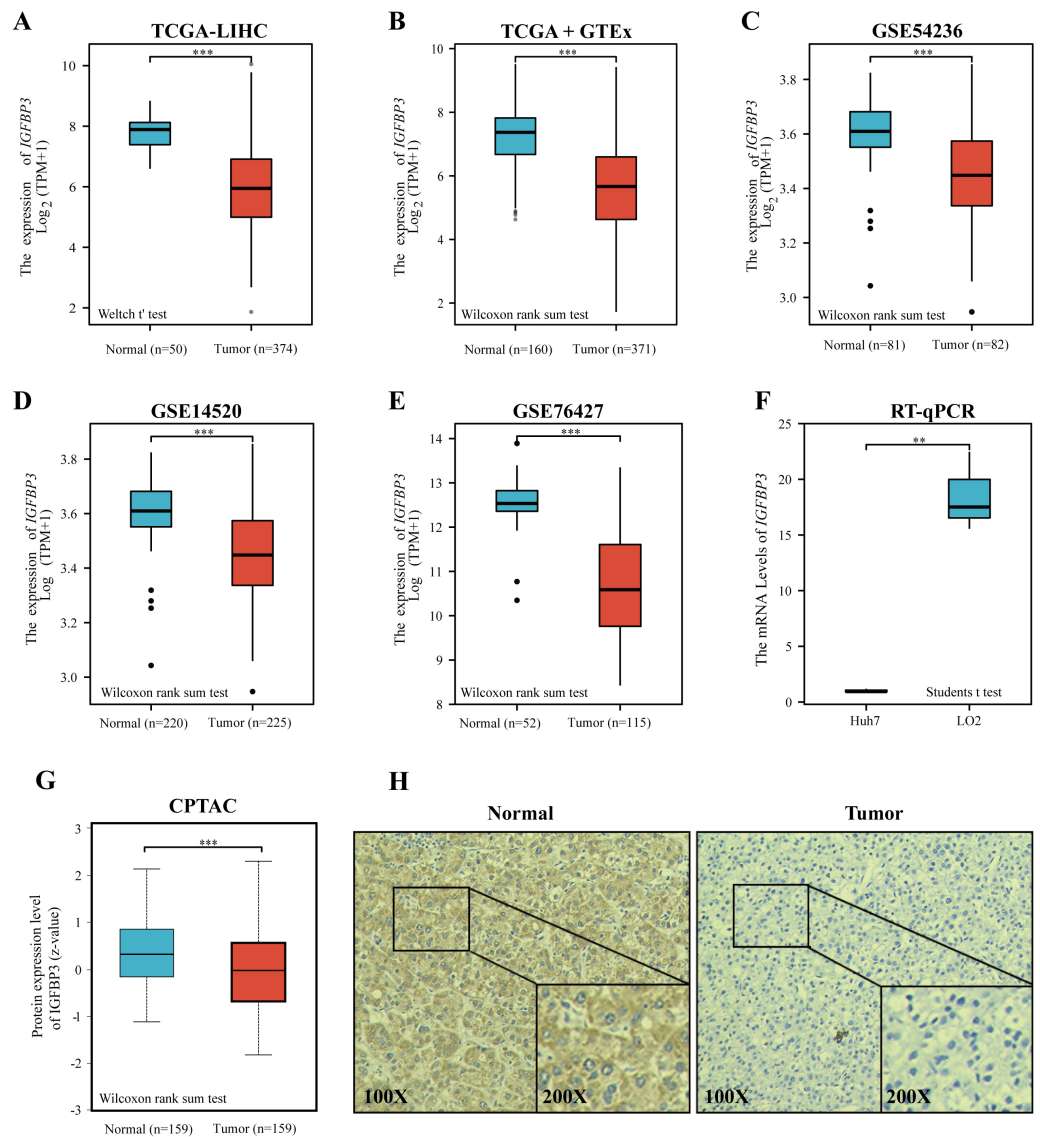 A
TCGA-LIHC
The expression of IGFBP3
Log2 (TPM+1)
10
8
6
4
2
***
Weltch t' test
Normal (n=50)
Tumor (n=374)
B
TCGA + GTEx
The expression of IGFBP3
Log2 (TPM+1)
10
8
6
4
2
***
Wilcoxon rank sum test
Normal (n=160)
Tumor (n=371)
C
GSE54236
The expression of IGFBP3
Log2 (TPM+1)
3.8
3.6
3.4
3.2
3.0
***
Wilcoxon rank sum test
Normal (n=81)
Tumor (n=82)
D
GSE14520
The expression of IGFBP3
Log (TPM+1)
3.8
3.6
3.4
3.2
3.0
***
Wilcoxon rank sum test
Normal (n=220)
Tumor (n=225)
E
GSE76427
The expression of IGFBP3
Log (TPM+1)
14
13
12
11
10
9
8
***
Wilcoxon rank sum test
Normal (n=52)
Tumor (n=115)
F
RT-qPCR
The mRNA Levels of IGFBP3
25
20
15
10
5
0
**
Students t test
Huh7
LO2
G
CPTAC
Protein expression level
of IGFBP3 (z-value)
3
2
1
0
-1
-2
-3
***
Wilcoxon rank sum test
Normal (n=159)
Tumor (n=159)
H
Normal
Tumor
100X
200X
100X
200X